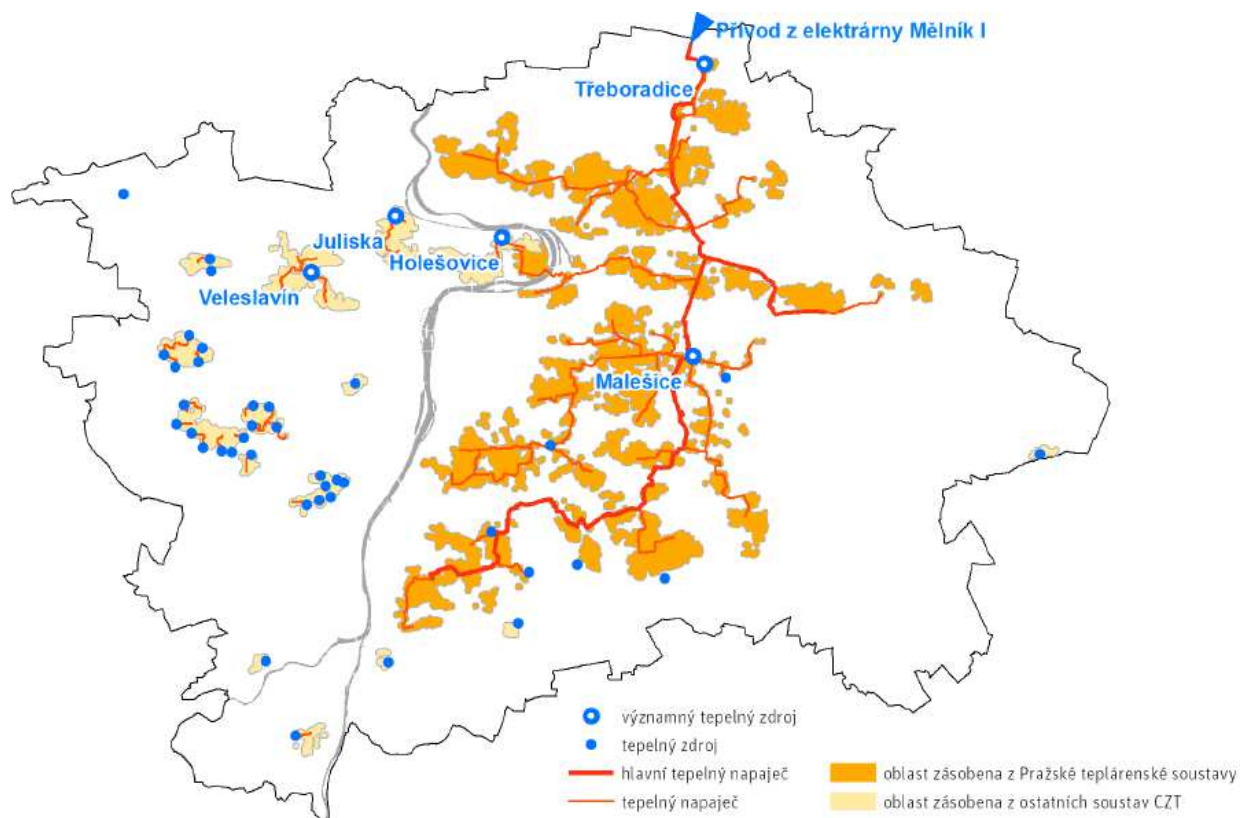 Přívod z elektrárny Mělník I
Třeboradice
Juliska
Holešovice
Veleslavín
Malešice
významný tepelný zdroj
tepelný zdroj
hlavní tepelný napaječ
tepelný napaječ
oblast zásobena z Pražské teplárenské soustavy
oblast zásobena z ostatních soustav CZT